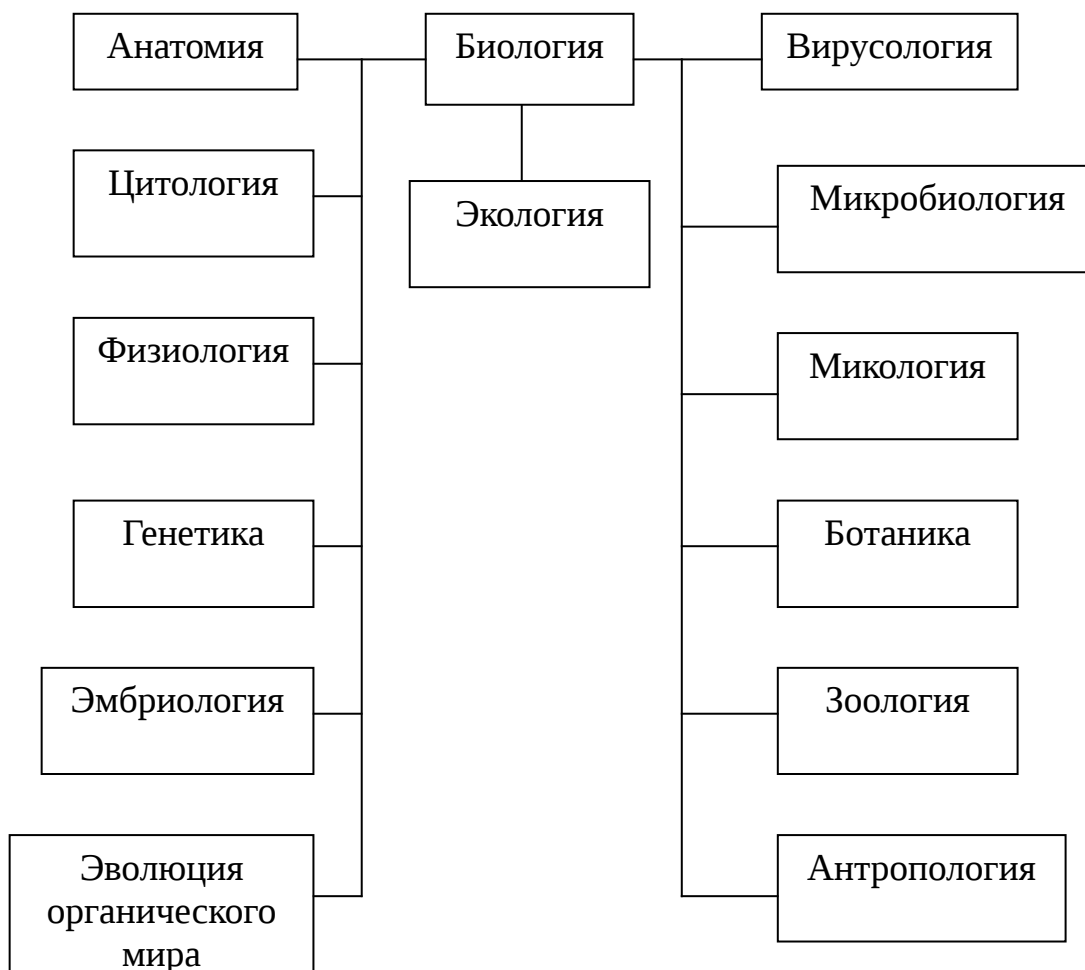 Анатомия
Биология
Вирусология
Цитология
Экология
Микробиология
Физиология
Микология
Генетика
Ботаника
Эмбриология
Зоология
Эволюция
органического
мира
Антропология